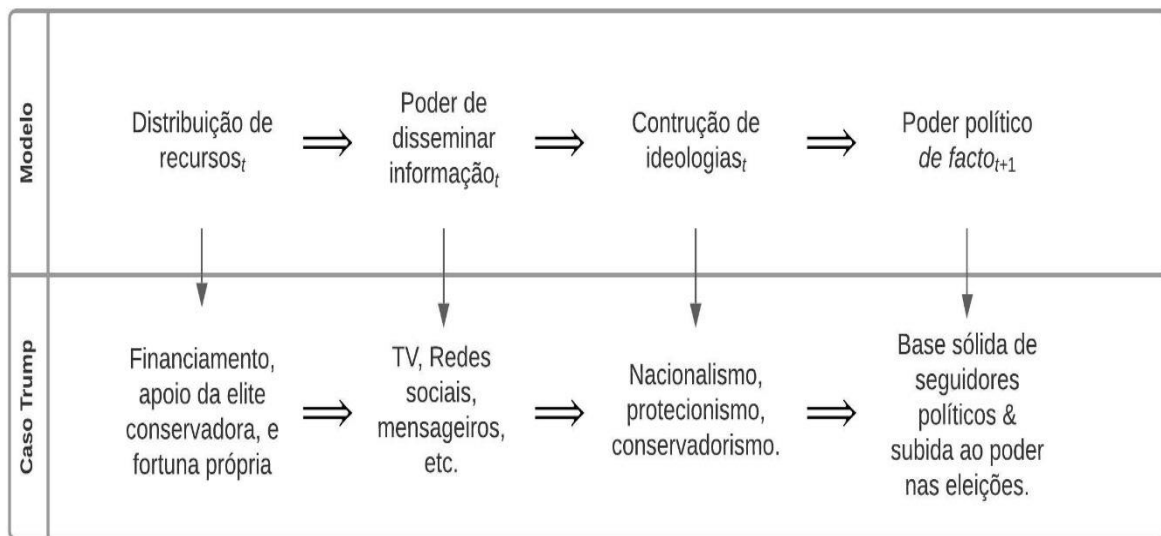 Modelo
Distribuição de
recursos_t
⇒
Poder de
disseminar
informação_t
⇒
Contrução de
ideologias_t
⇒
Poder político
de facto_t+1
Caso Trump
Financiamento,
apoio da elite
conservadora, e
fortuna própria
⇒
TV, Redes
sociais,
mensageiros,
etc.
⇒
Nacionalismo,
protecionismo,
conservadorismo.
⇒
Base sólida de
seguidores
políticos &
subida ao poder
nas eleições.